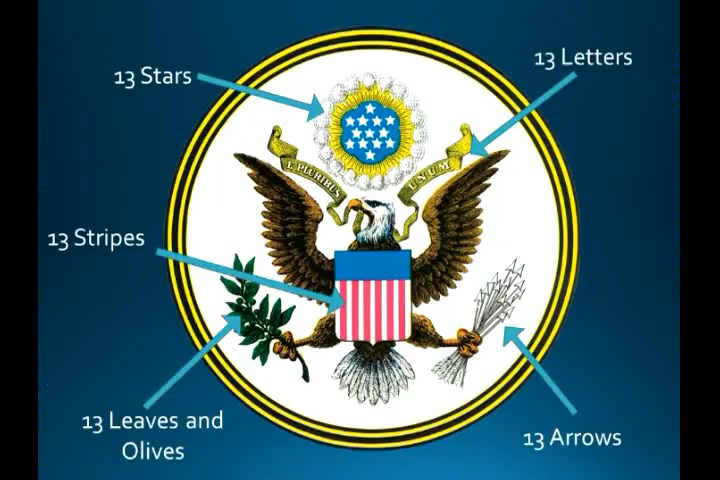 13 Letters
13 Stars
E PLURIBUS
UNUM
13 Stripes
13 Leaves and
Olives
13 Arrows